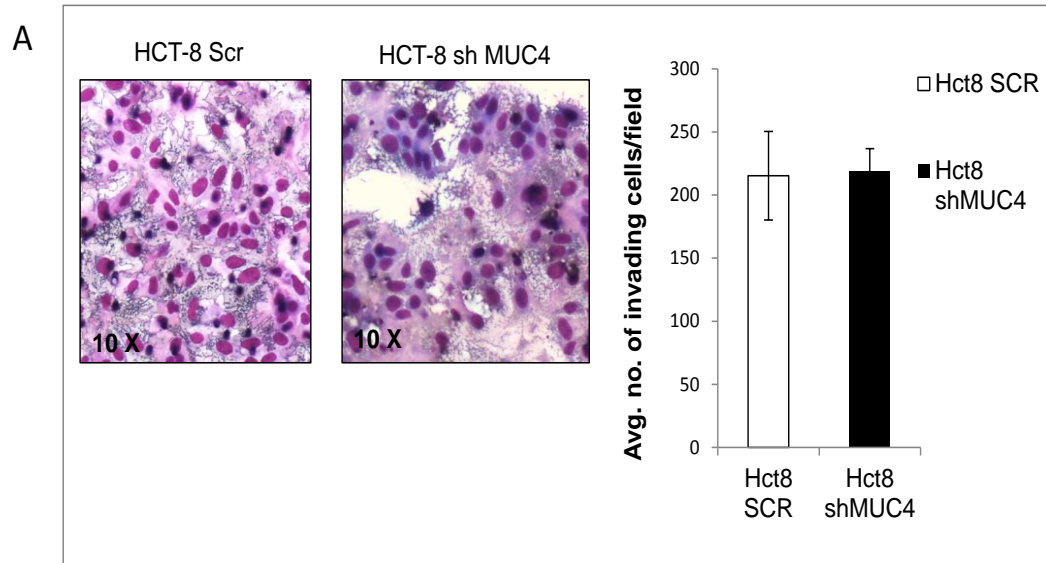 A
HCT-8 Scr
HCT-8 sh MUC4
10 X
10 X
Avg. no. of invading cells/field
300
250
200
150
100
50
0
Hct8
SCR
Hct8
shMUC4
Hct8 SCR
Hct8
shMUC4